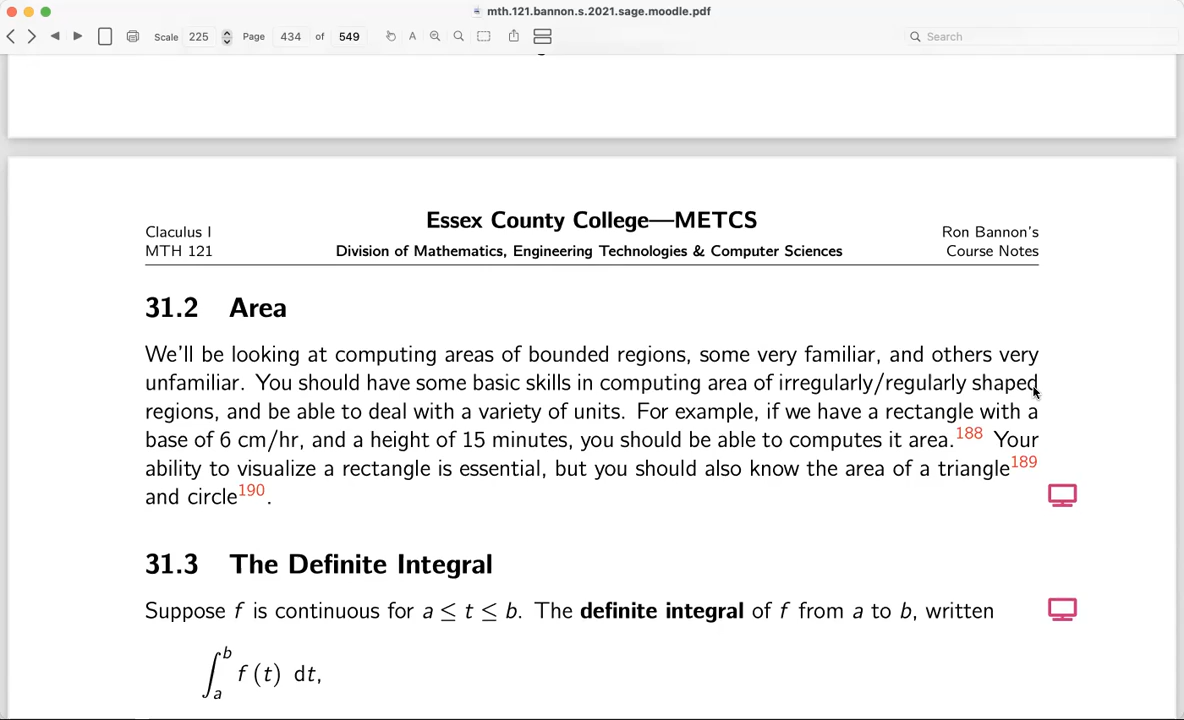 mth.121.bannon.s.2021.sage.moodle.pdf
Scale 225 Page 434 of 549 A Search
Claculus I
MTH 121
Essex County College—METCS
Division of Mathematics, Engineering Technologies & Computer Sciences
Ron Bannon's
Course Notes
31.2 Area
We'll be looking at computing areas of bounded regions, some very familiar, and others very
unfamiliar. You should have some basic skills in computing area of irregularly/regularly shaped
regions, and be able to deal with a variety of units. For example, if we have a rectangle with a
base of 6 cm/hr, and a height of 15 minutes, you should be able to computes it area.188 Your
ability to visualize a rectangle is essential, but you should also know the area of a triangle189
and circle190.
31.3 The Definite Integral
Suppose f is continuous for a ≤ t ≤ b. The definite integral of f from a to b, written
∫_a^b f (t) dt,